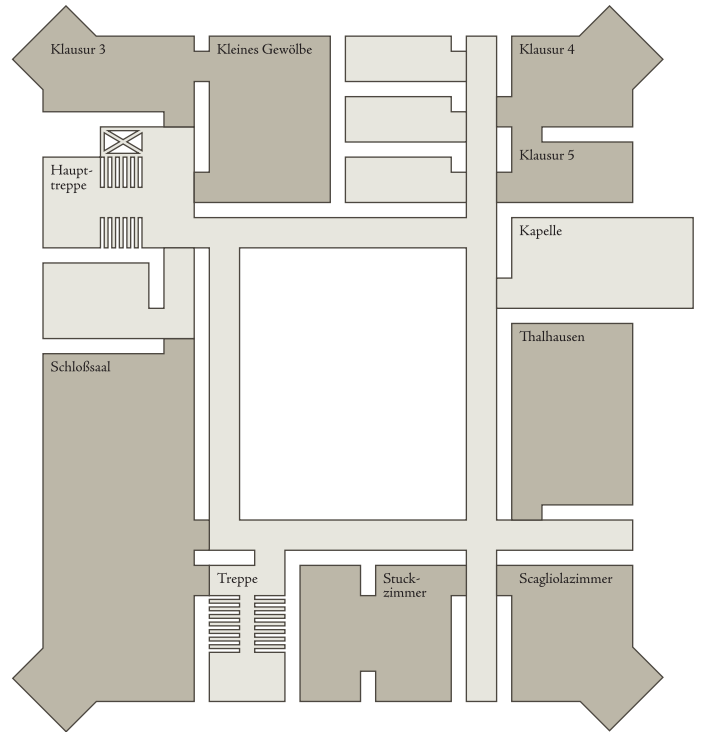 Klausur 3
Kleines Gewölbe
Klausur 4
Klausur 5
Haupt-
treppe
Kapelle
Thalhausen
Schloßsaal
Treppe
Stuck-
zimmer
Scagliolazimmer